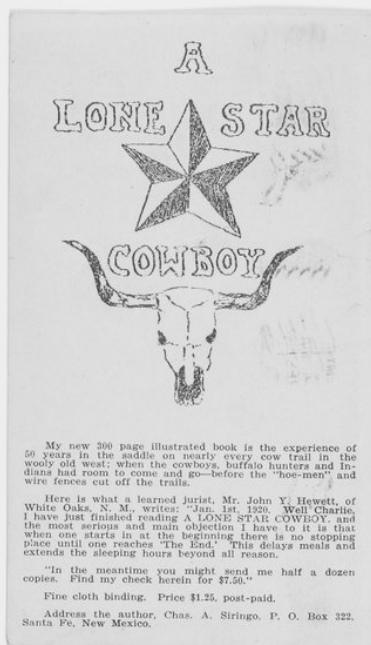 A
LONE STAR
COWBOY
My new 300 page illustrated book is the experience of
50 years in the saddle on nearly every cow trail in the
wooly old west; when the cowboys, buffalo hunters and In-
dians had room to come and go—before the "hoe-men" and
wire fences cut off the trails.
Here is what a learned jurist, Mr. John Y. Hewett, of
White Oaks, N. M., writes: "Jan. 1st, 1920. Well Charlie,
I have just finished reading A LONE STAR COWBOY, and
the most serious and main objection I have to it is that
when one starts in at the beginning there is no stopping
place until one reaches 'The End.' This delays meals and
extends the sleeping hours beyond all reason.
"In the meantime you might send me half a dozen
copies. Find my check herein for $7.50."
Fine cloth binding. Price $1.25, post-paid.
Address the author, Chas. A. Siringo, P. O. Box 322,
Santa Fe, New Mexico.